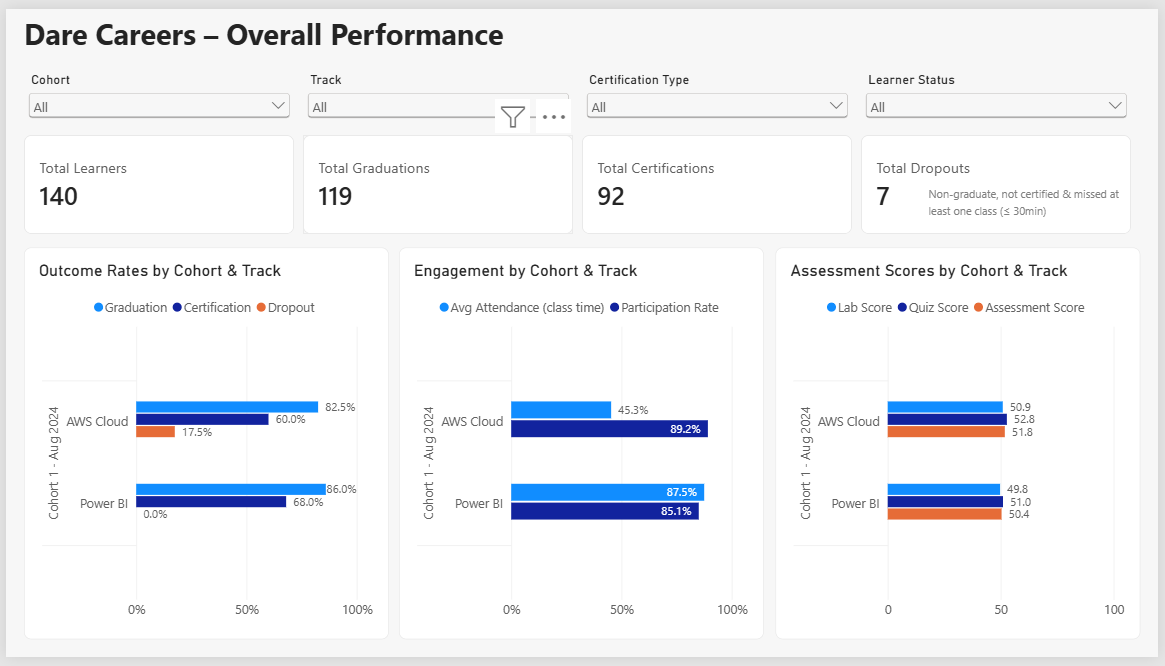 Dare Careers – Overall Performance
Cohort
Track
Certification Type
Learner Status
All
All
All
All
Total Learners
140
Total Graduations
119
Total Certifications
92
Total Dropouts
7
Non-graduate, not certified & missed at
least one class (≤ 30min)
Outcome Rates by Cohort & Track
Graduation Certification Dropout
Cohort 1 - Aug 2024
AWS Cloud
82.5%
60.0%
17.5%
Power BI
86.0%
68.0%
0.0%
0% 50% 100%
Engagement by Cohort & Track
Avg Attendance (class time) Participation Rate
Cohort 1 - Aug 2024
AWS Cloud
45.3%
89.2%
Power BI
87.5%
85.1%
0% 50% 100%
Assessment Scores by Cohort & Track
Lab Score Quiz Score Assessment Score
Cohort 1 - Aug 2024
AWS Cloud
50.9
52.8
51.8
Power BI
49.8
51.0
50.4
0 50 100